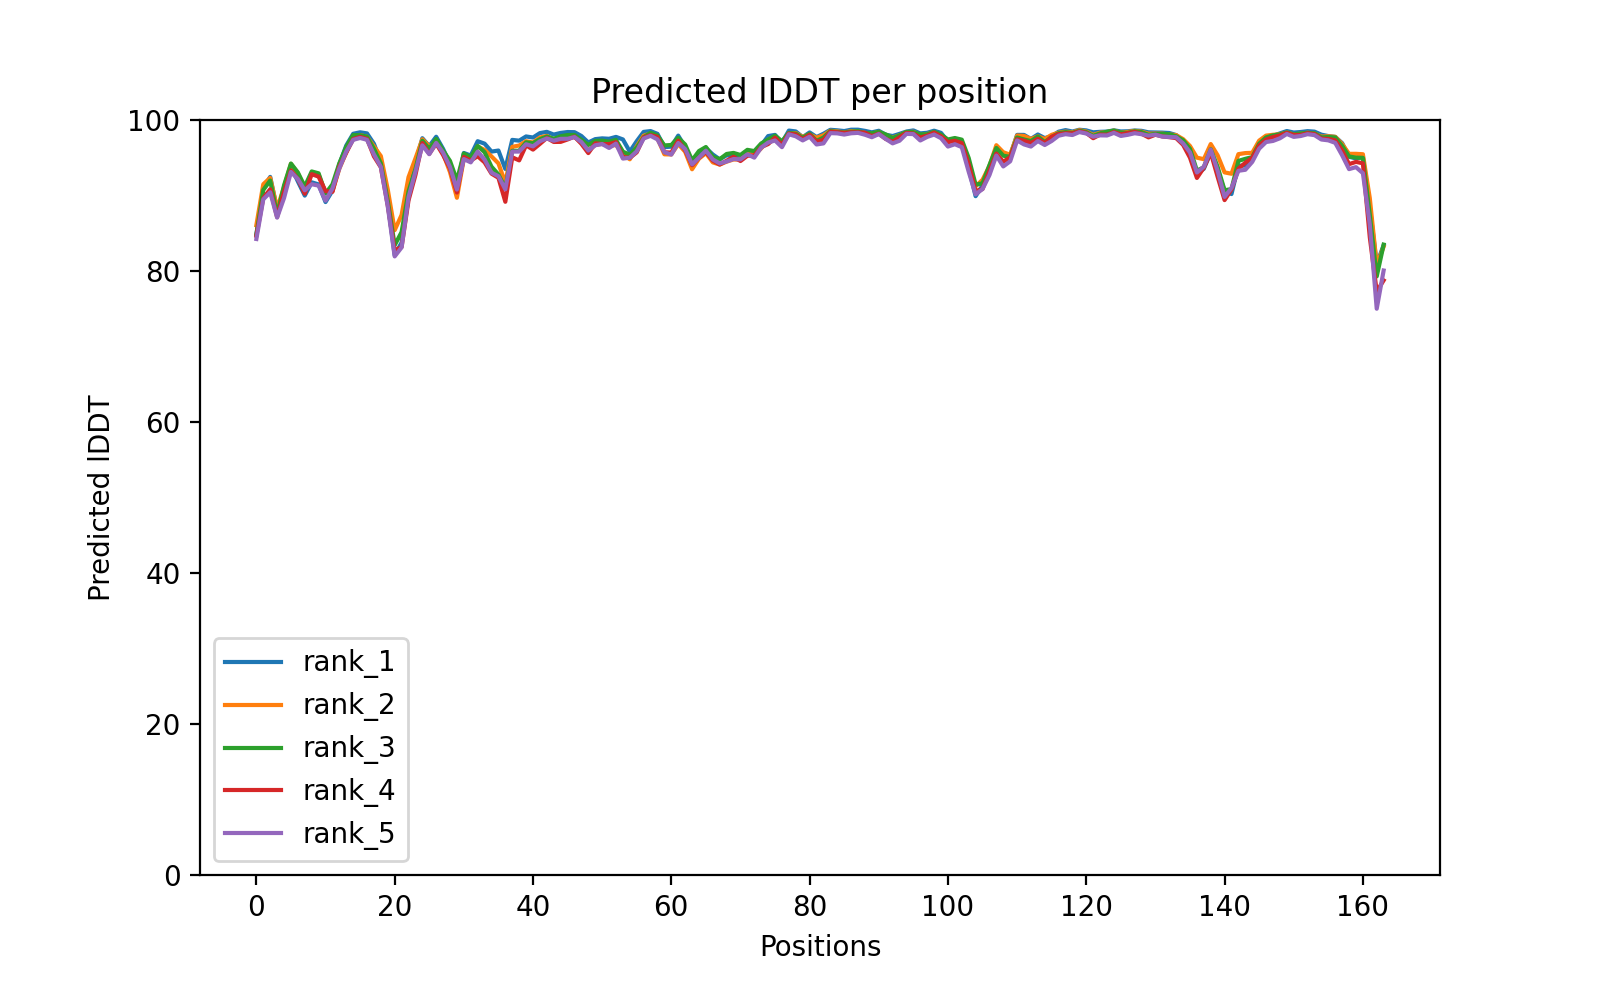 Predicted lDDT per position
100
80
60
40
20
0
Predicted lDDT
rank_1
rank_2
rank_3
rank_4
rank_5
0 20 40 60 80 100 120 140 160
Positions